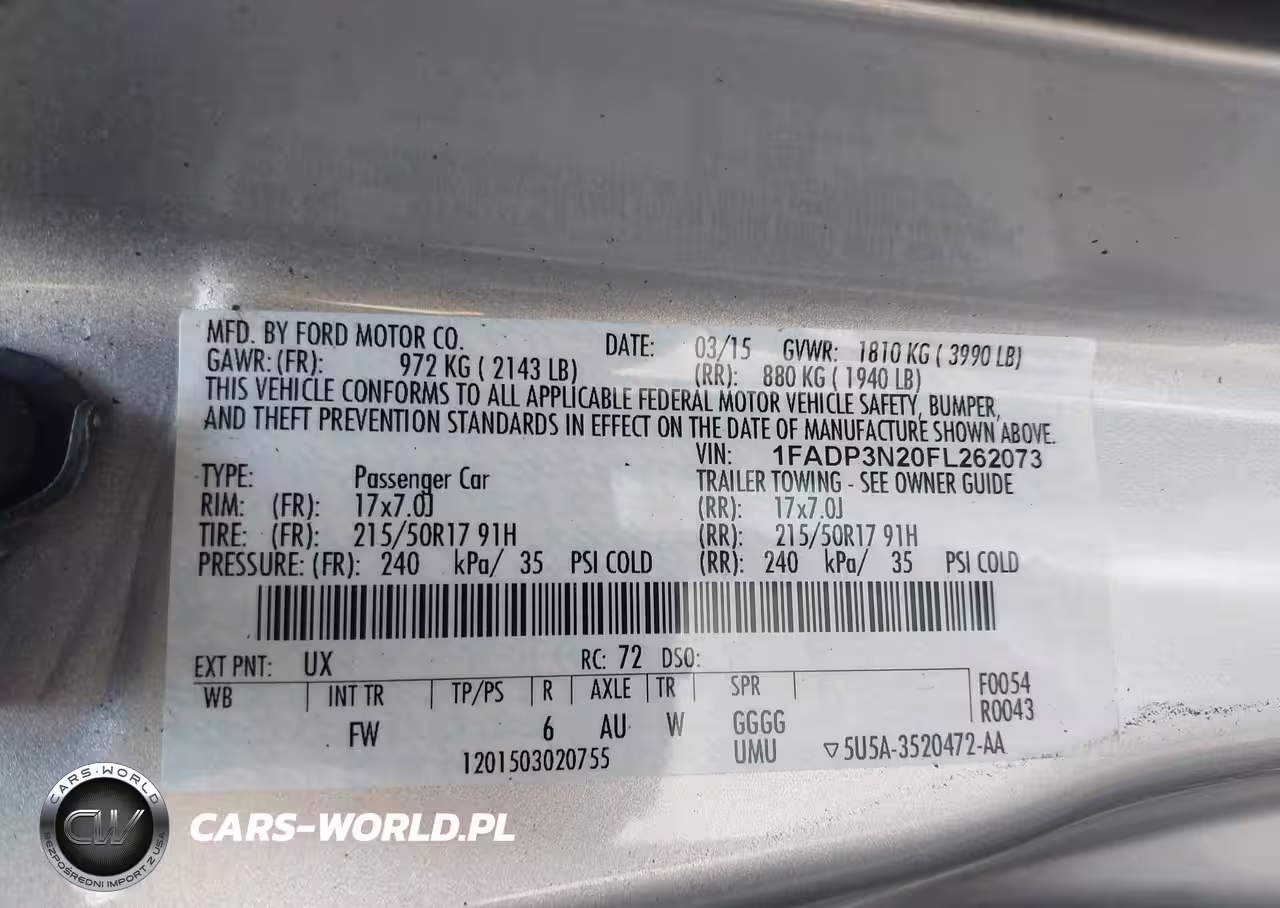 MFD. BY FORD MOTOR CO. DATE: 03/15 GVWR: 1810 KG ( 3990 LB)
GAWR: (FR): 972 KG ( 2143 LB) (RR): 880 KG ( 1940 LB)
THIS VEHICLE CONFORMS TO ALL APPLICABLE FEDERAL MOTOR VEHICLE SAFETY, BUMPER,
AND THEFT PREVENTION STANDARDS IN EFFECT ON THE DATE OF MANUFACTURE SHOWN ABOVE.
VIN: 1FADP3N20FL262073
TYPE: Passenger Car TRAILER TOWING - SEE OWNER GUIDE
RIM: (FR): 17x7.0J (RR): 17x7.0J
TIRE: (FR): 215/50R17 91H (RR): 215/50R17 91H
PRESSURE: (FR): 240 kPa/ 35 PSI COLD (RR): 240 kPa/ 35 PSI COLD
EXT PNT: UX RC: 72 DSO:
WB INT TR TP/PS R AXLE TR SPR F0054
R0043
FW 6 AU W GGGG
1201503020755 UMU ▽5U5A-3520472-AA
CARS-WORLD
CW
BEZPOŚREDNI IMPORT Z USA
CARS-WORLD.PL